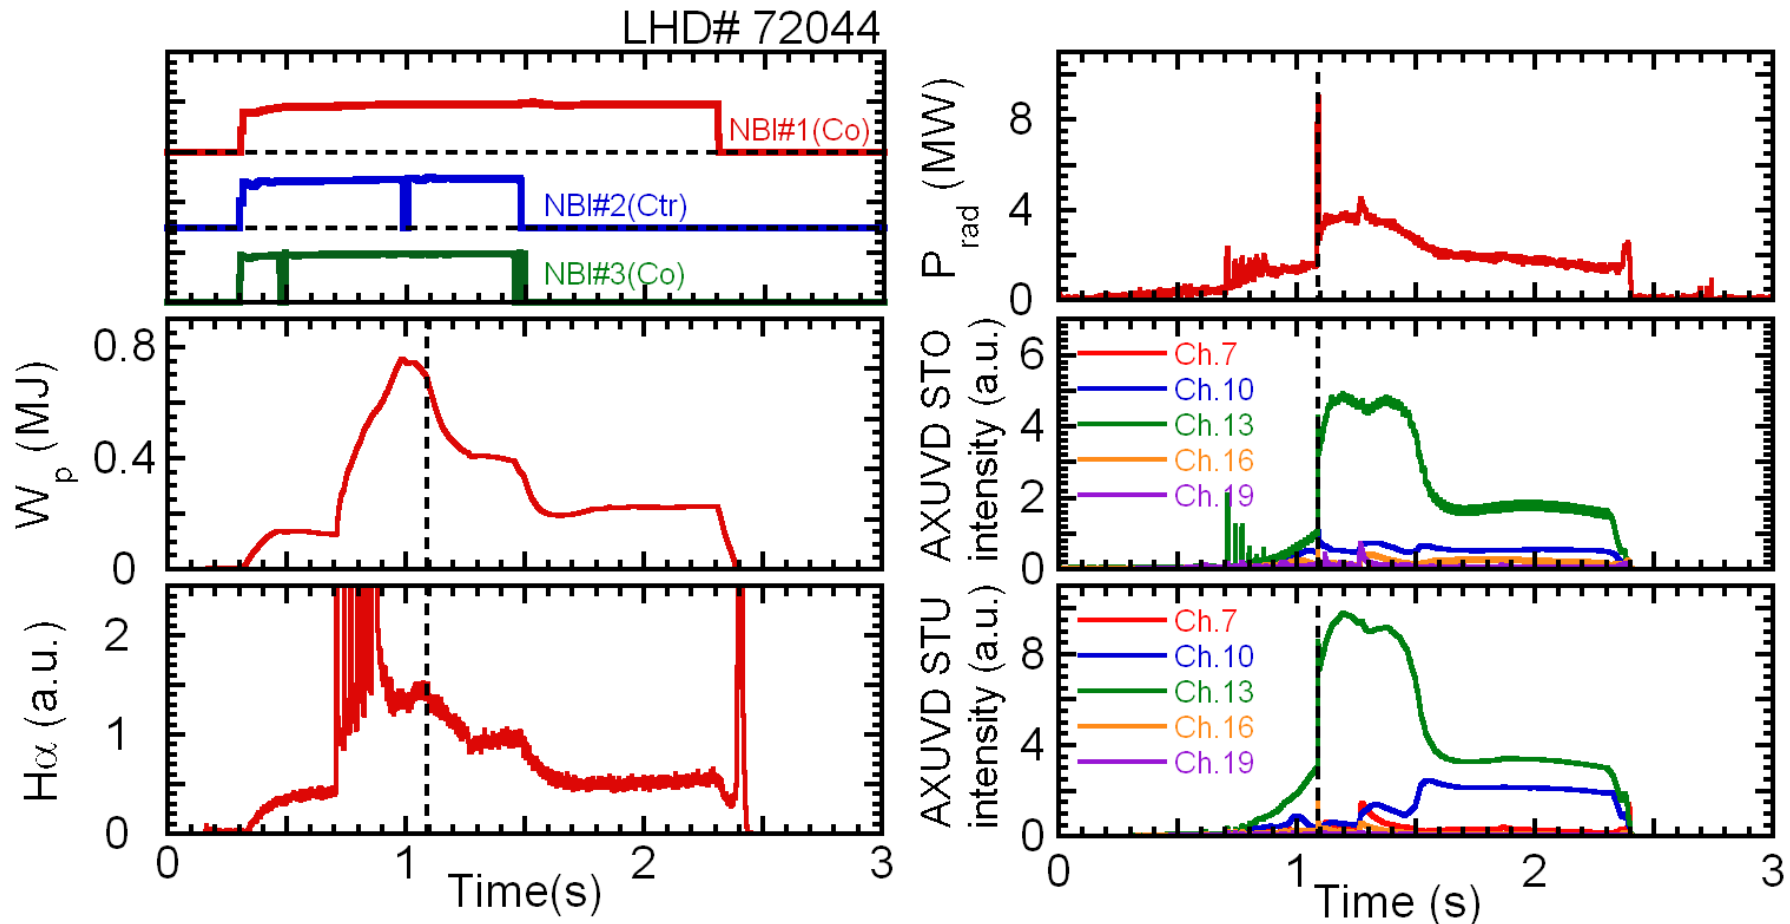 LHD# 72044
NBI#1(Co)
NBI#2(Ctr)
NBI#3(Co)
0.8
0.4
0
Wp (MJ)
2
1
0
Hα (a.u.)
0 1 2 3
Time(s)
8
4
0
Prad (MW)
6
4
2
0
AXUVD STO
intensity (a.u.)
Ch.7
Ch.10
Ch.13
Ch.16
Ch.19
8
4
0
AXUVD STU
intensity (a.u.)
Ch.7
Ch.10
Ch.13
Ch.16
Ch.19
0 1 2 3
Time (s)